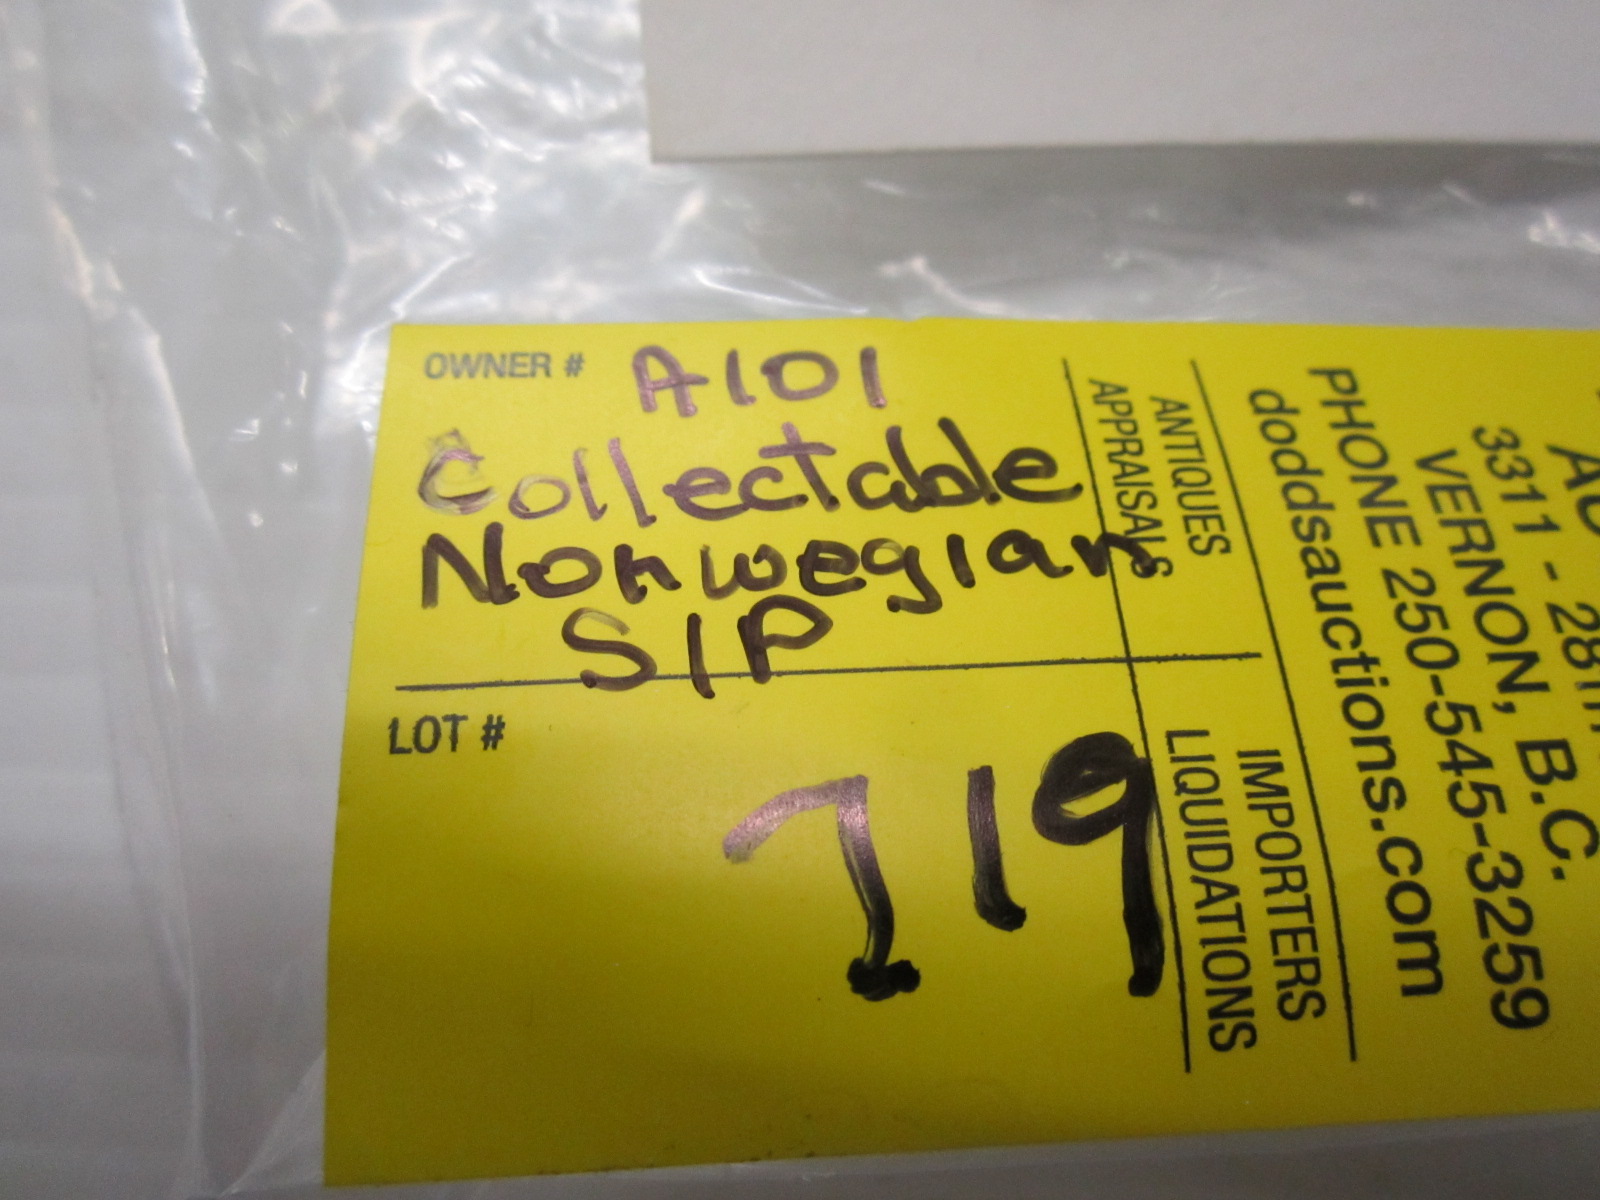 OWNER # A101
Collectable
Norwegian
SIP
LOT #
719
ANTIQUES
APPRAISALS
IMPORTERS
LIQUIDATIONS
3311 - 28
VERNON, B.C.
PHONE 250-545-3259
doddsauctions.com